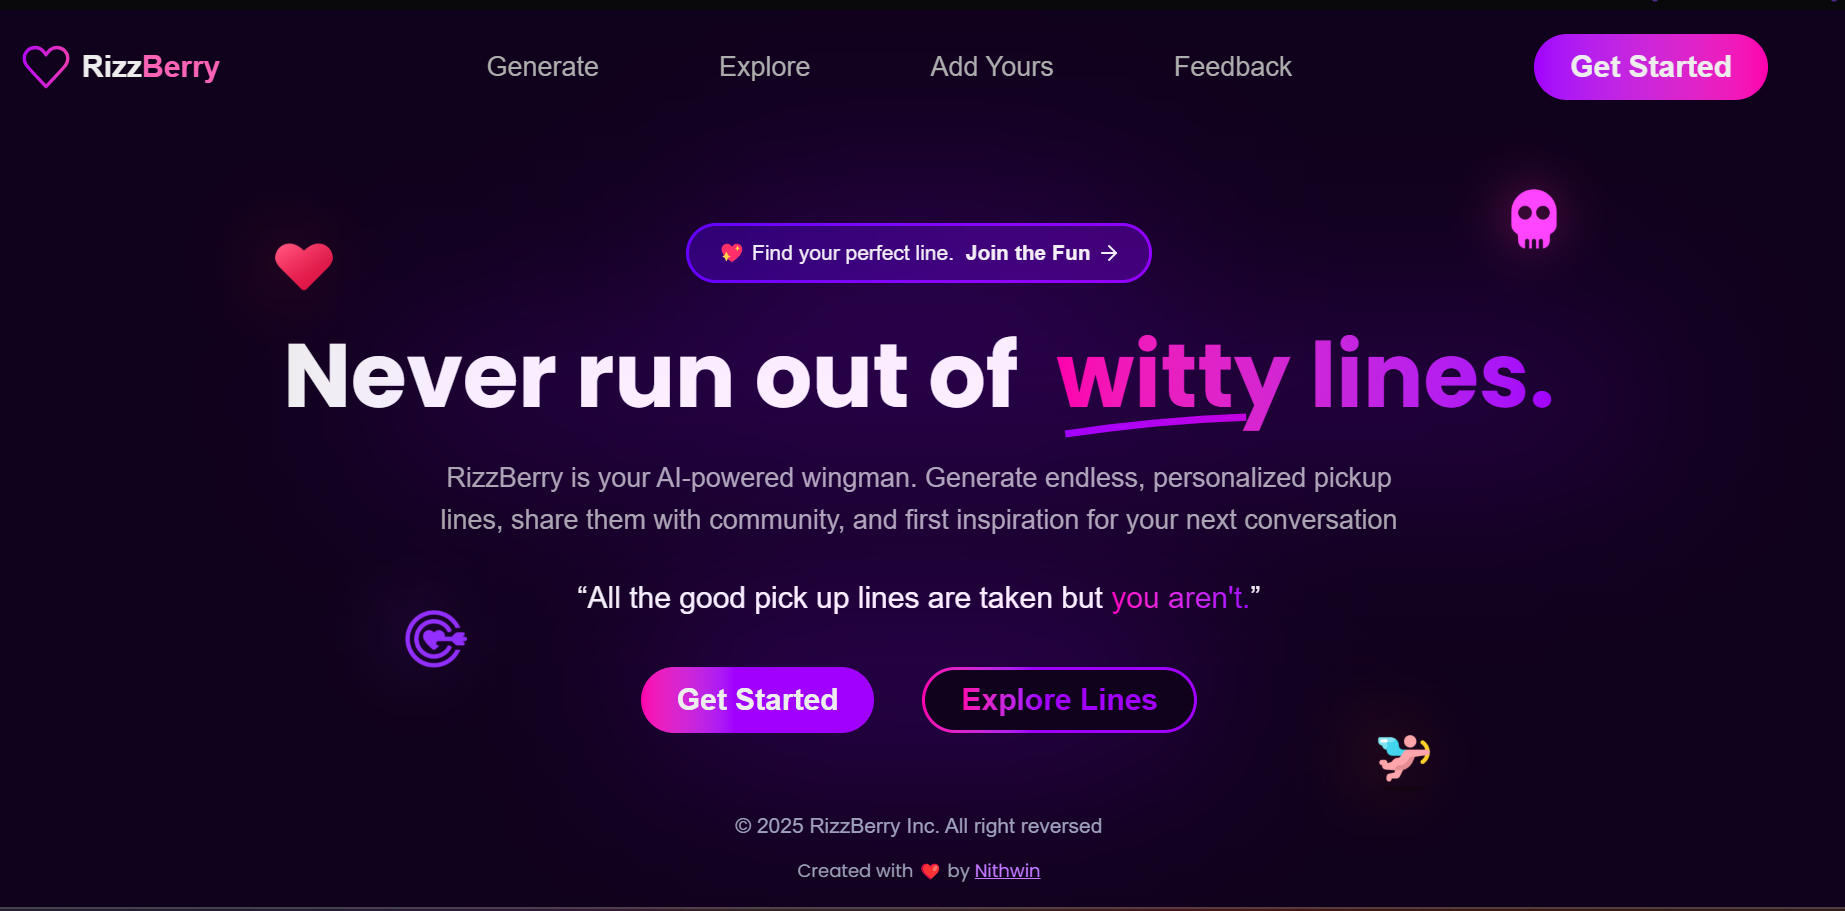 RizzBerry
Generate
Explore
Add Yours
Feedback
Get Started
💖 Find your perfect line. Join the Fun →
Never run out of witty lines.
RizzBerry is your AI-powered wingman. Generate endless, personalized pickup
lines, share them with community, and first inspiration for your next conversation
“All the good pick up lines are taken but you aren't.”
Get Started
Explore Lines
© 2025 RizzBerry Inc. All right reversed
Created with ❤️ by Nithwin